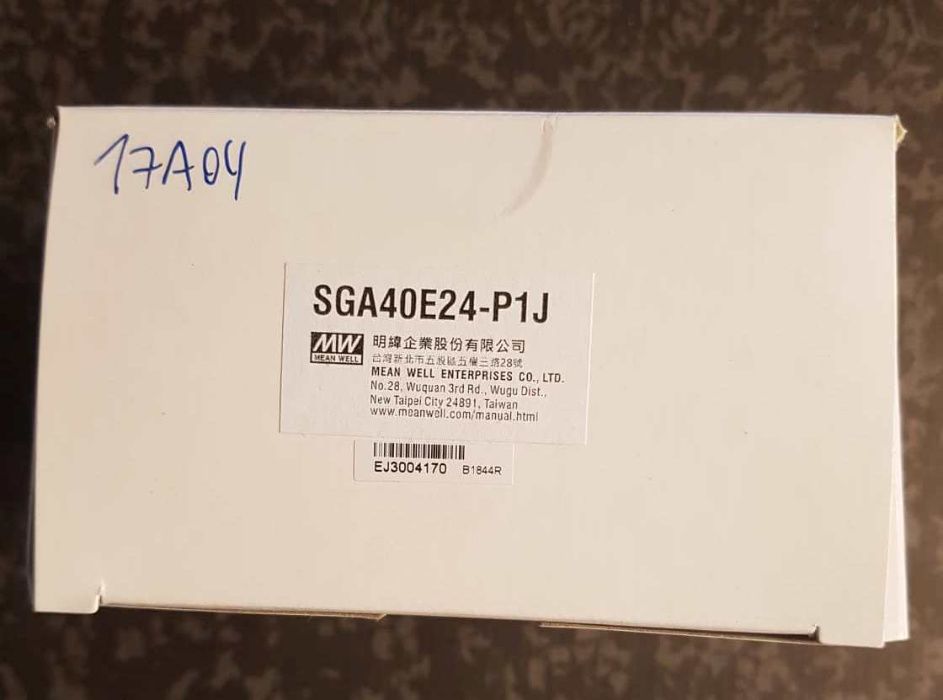 17A04
SGA40E24-P1J
MW
MEAN WELL
明緯企業股份有限公司
台灣新北市五股區五權三路28號
MEAN WELL ENTERPRISES CO., LTD.
No.28, Wuquan 3rd Rd., Wugu Dist.,
New Taipei City 24891, Taiwan
www.meanwell.com/manual.html
EJ3004170 B1844R